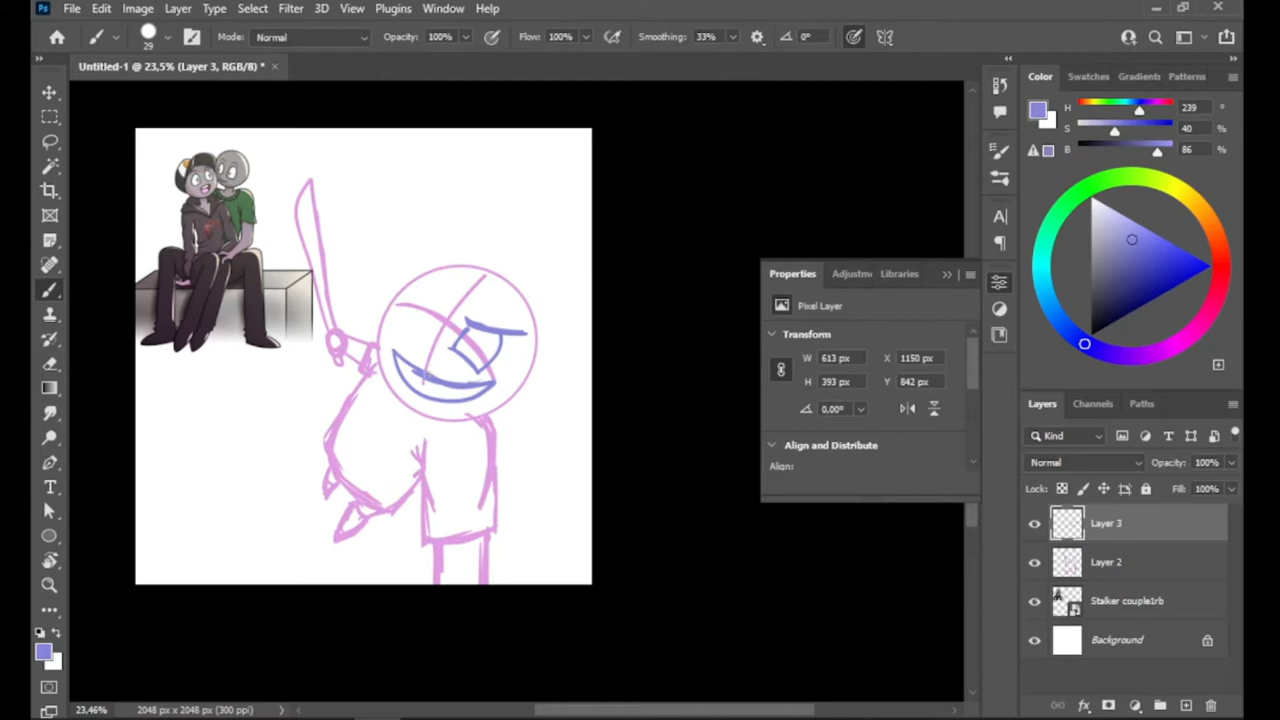 Ps File Edit Image Layer Type Select Filter 3D View Plugins Window Help
29 Mode: Normal Opacity: 100% Flow: 100% Smoothing: 33% 0°
Untitled-1 @ 23,5% (Layer 3, RGB/8) *
Color Swatches Gradients Patterns
H 239 °
S 40 %
B 86 %
Properties Adjustm Libraries
Pixel Layer
Transform
W 613 px X 1150 px
H 393 px Y 842 px
0,00°
Align and Distribute
Align:
Layers Channels Paths
Kind
Normal Opacity: 100%
Lock: Fill: 100%
Layer 3
Layer 2
Stalker couple1rb
Background
23,46% 2048 px x 2048 px (300 ppi)